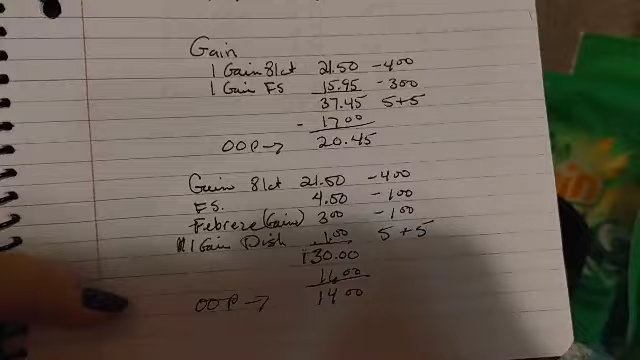 Gain
1 Gain 81ct 21.50 -4.00
1 Gain FS 15.95 -3.00
37.45 5+5
- 17.00
OOP→ 20.45
Gain 81ct 21.50 -4.00
FS. 4.50 -1.00
Febreze (Gain) 3.00 -1.00
1 Gain Dish 1.00 5+5
30.00
16.00
OOP→ 14.00